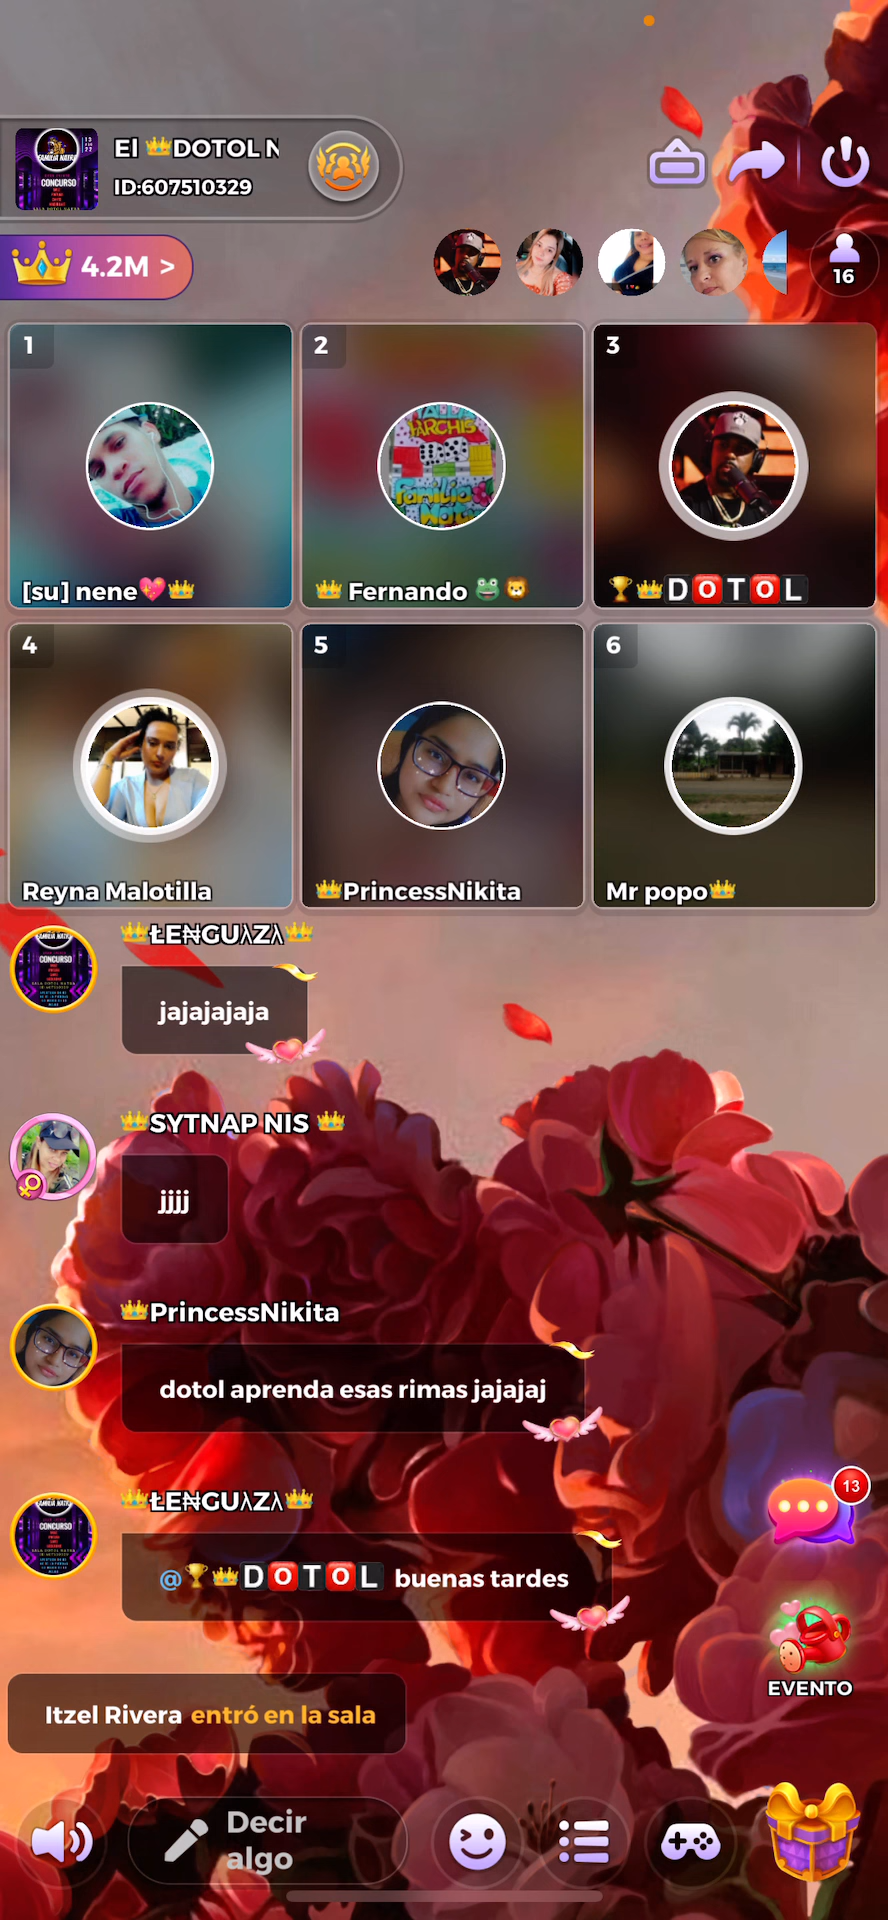 El 👑DOTOL N
ID:607510329
4.2M >
16
1
2
3
[su] nene💖👑
👑 Fernando 🐸🦁
🏆👑DOTOL
4
5
6
Reyna Malotilla
👑PrincessNikita
Mr popo👑
👑ŁE₦GUλZλ👑
jajajajaja
👑SYTNAP NIS 👑
jjjj
👑PrincessNikita
dotol aprenda esas rimas jajajaj
👑ŁE₦GUλZλ👑
@🏆👑DOTOL buenas tardes
13
EVENTO
Itzel Rivera entró en la sala
Decir
algo